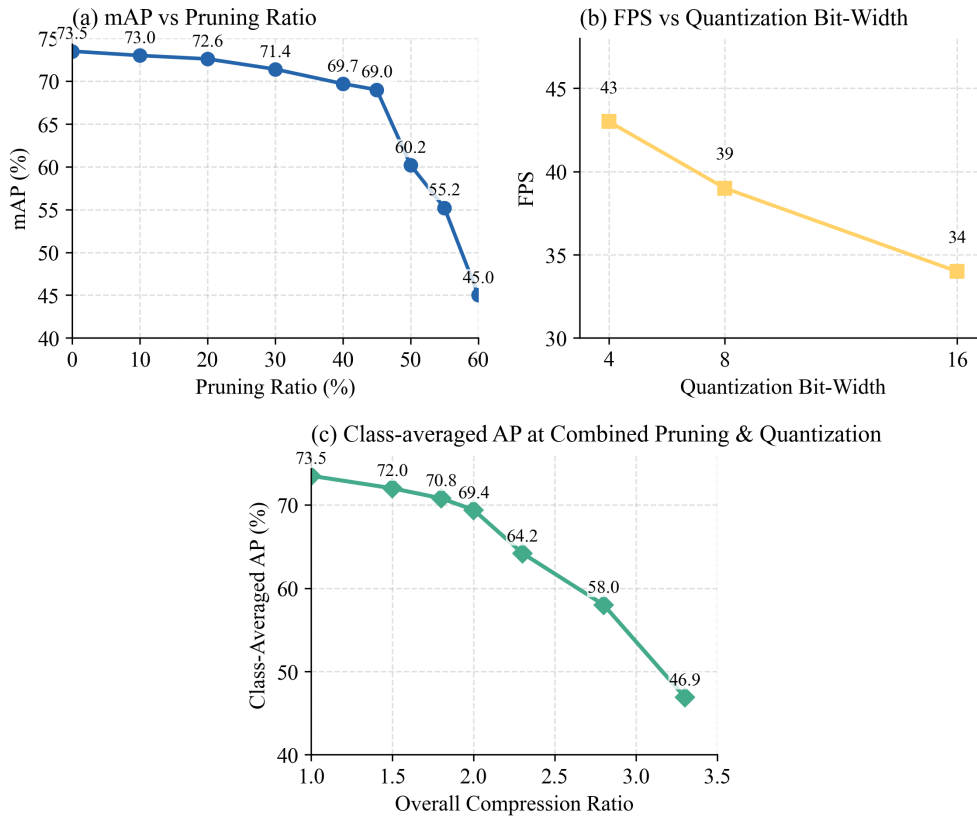 (a) mAP vs Pruning Ratio
75
70
65
60
55
50
45
40
mAP (%)
73.5
73.0
72.6
71.4
69.7
69.0
60.2
55.2
45.0
0 10 20 30 40 50 60
Pruning Ratio (%)
(b) FPS vs Quantization Bit-Width
45
40
35
30
FPS
43
39
34
4 8 16
Quantization Bit-Width
(c) Class-averaged AP at Combined Pruning & Quantization
70
60
50
40
Class-Averaged AP (%)
73.5
72.0
70.8
69.4
64.2
58.0
46.9
1.0 1.5 2.0 2.5 3.0 3.5
Overall Compression Ratio